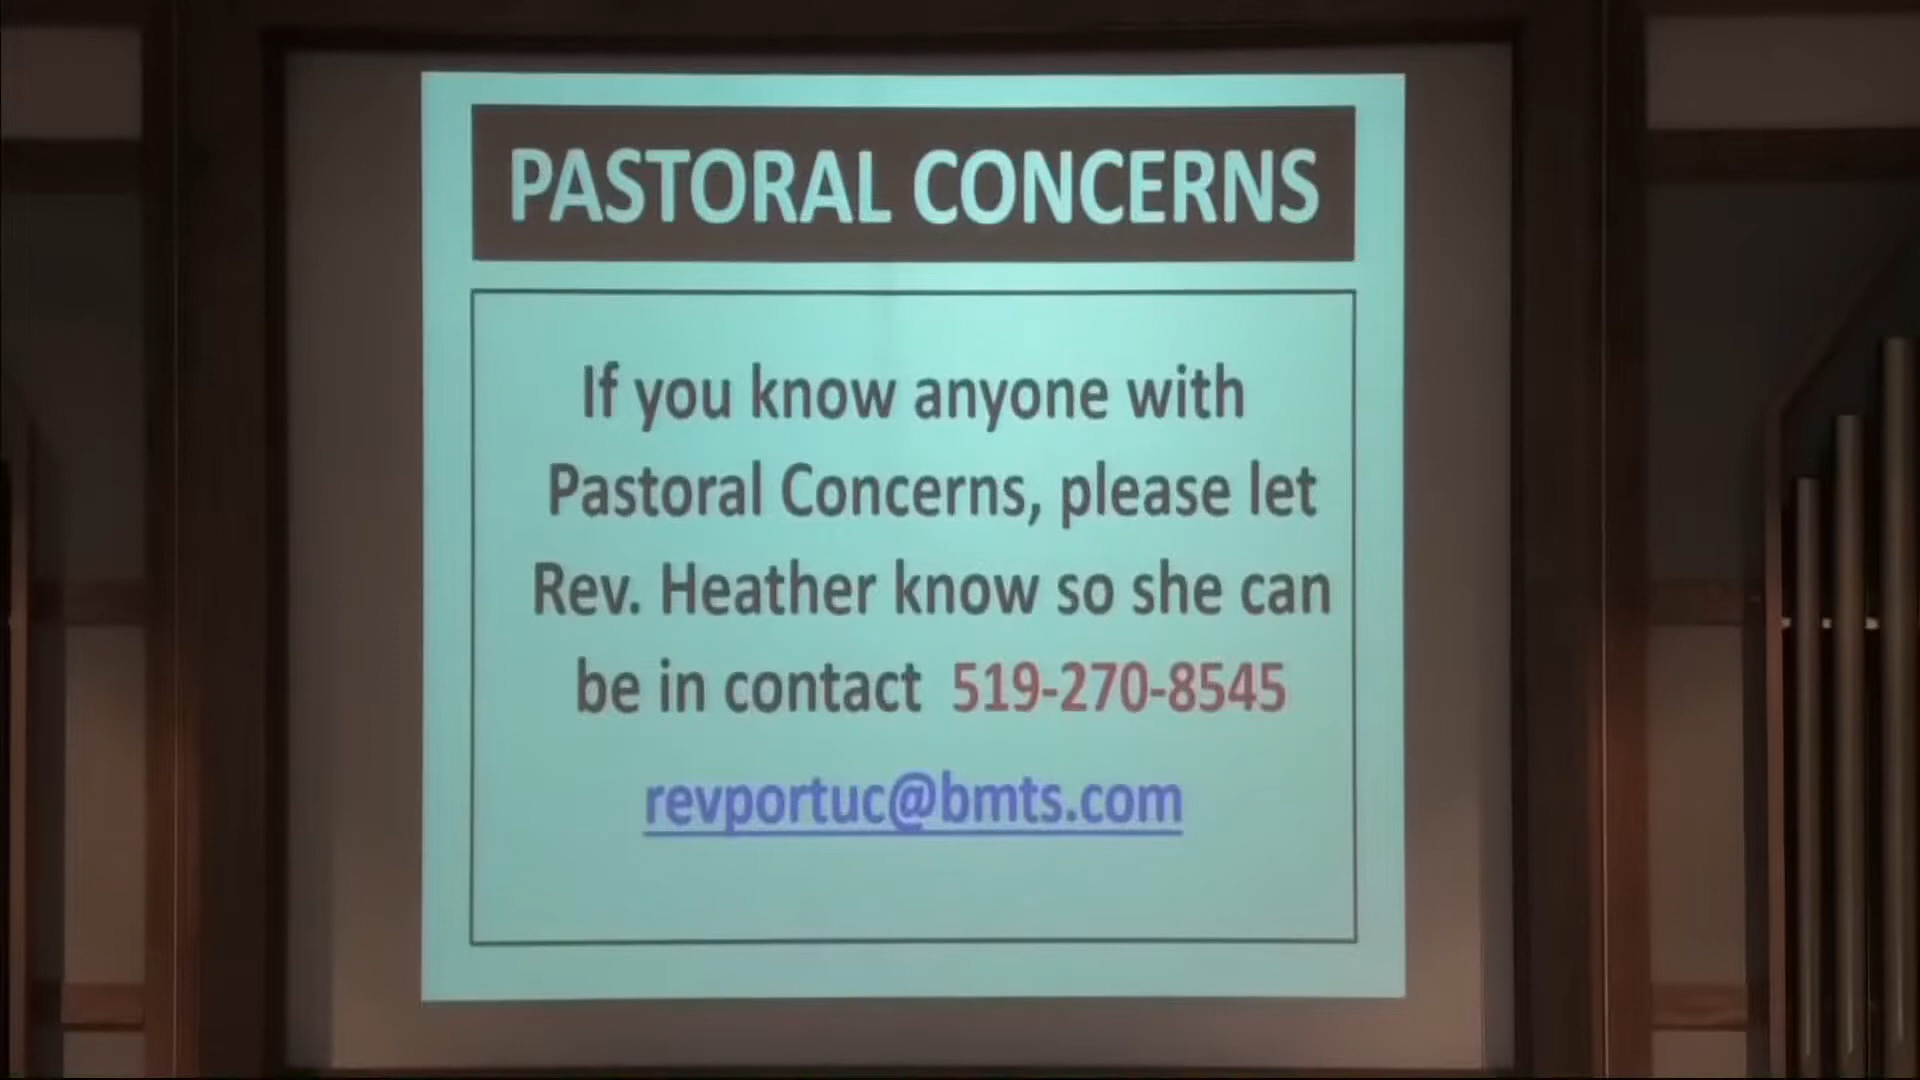 PASTORAL CONCERNS
If you know anyone with
Pastoral Concerns, please let
Rev. Heather know so she can
be in contact 519-270-8545
revportuc@bmts.com